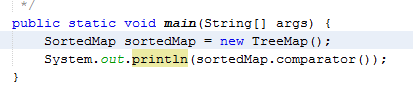 */
public static void main(String[] args) {
SortedMap sortedMap = new TreeMap();
System.out.println(sortedMap.comparator());
}